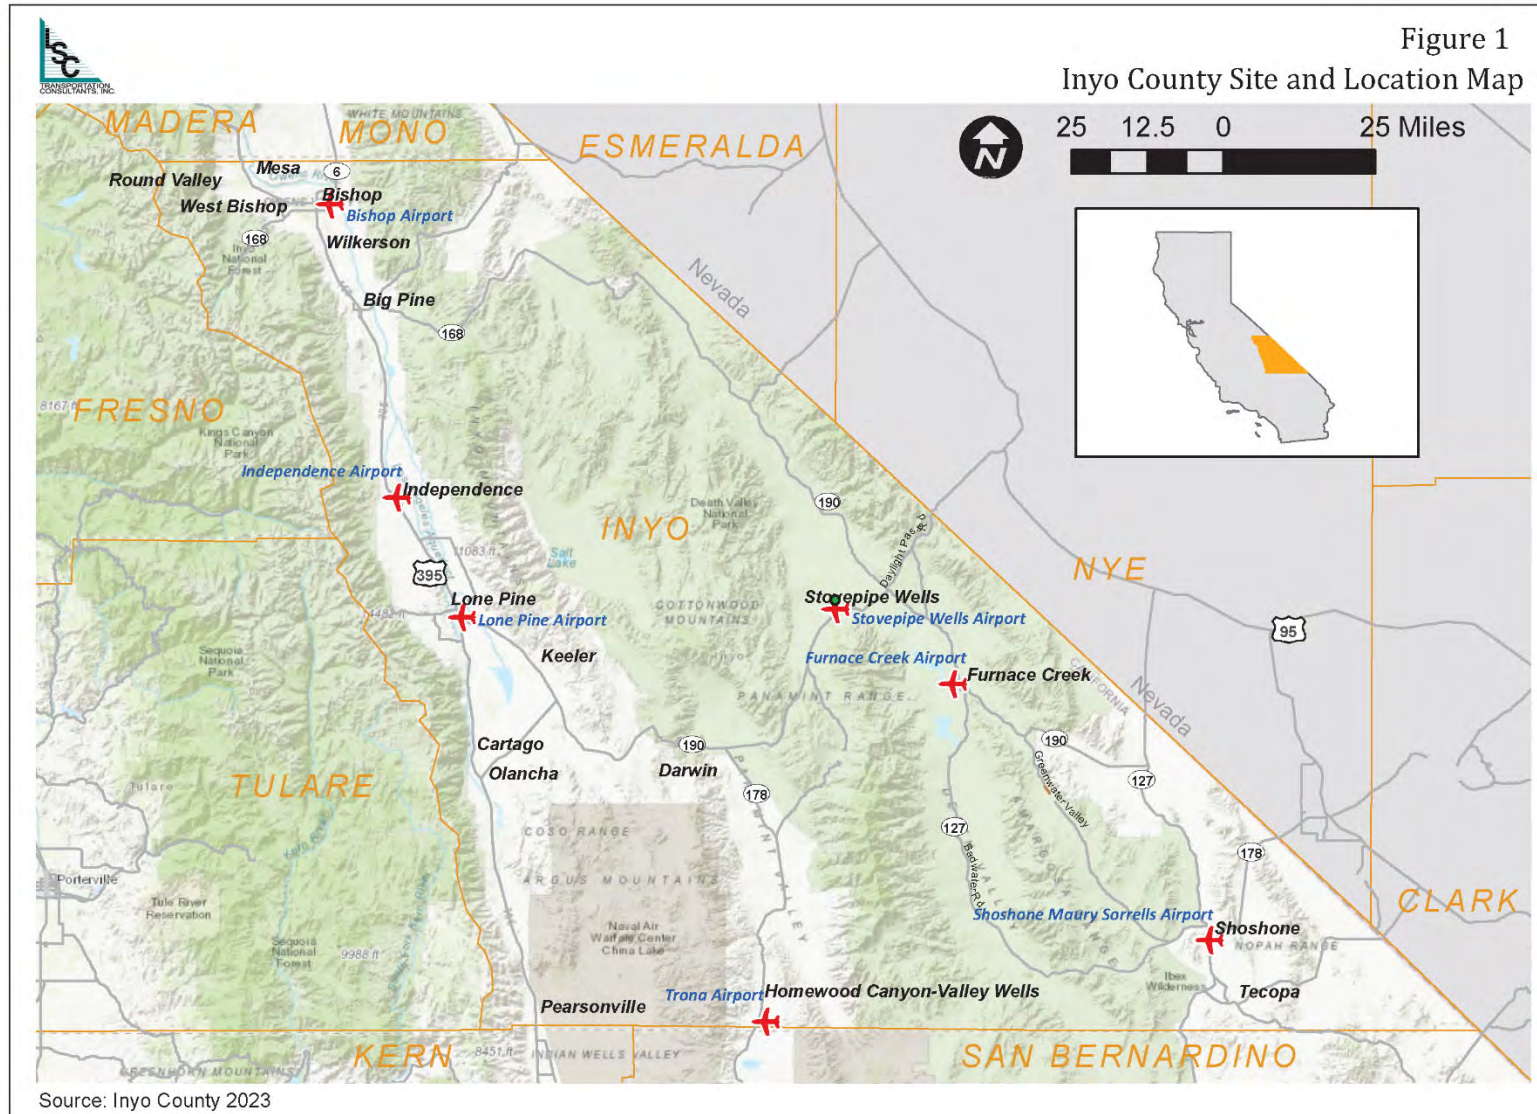 LSC
TRANSPORTATION
CONSULTANTS, INC.
Figure 1
Inyo County Site and Location Map
25 12.5 0 25 Miles
N
MADERA
MONO
WHITE MOUNTAINS
ESMERALDA
Mesa
6
Round Valley
Bishop
West Bishop
Bishop Airport
168
Wilkerson
Inyo
National
Forest
Nevada
Big Pine
168
395
8167 ft
FRESNO
Kings Canyon
National
Park
Independence Airport
Independence
INYO
Death Valley
National
Park
190
Daylight Pass Rd
11083 ft
Salt
Lake
395
NYE
Lone Pine
4482 ft
Lone Pine Airport
COTTONWOOD
MOUNTAINS
Stovepipe Wells
Stovepipe Wells Airport
95
Sequoia
National
Park
Keeler
Inyo
Furnace Creek Airport
Furnace Creek
PANAMINT RANGE
CALIFORNIA
Nevada
Cartago
190
190
Olancha
Darwin
127
TULARE
Tulare
178
Greenwater Valley
PANAMINT VALLEY
COSO RANGE
127
178
Badwater Rd
Porterville
ARGUS MOUNTAINS
CLARK
Tule River
Reservation
Naval Air
Warfare Center
China Lake
Shoshone Maury Sorrells Airport
Shoshone
NOPAH RANGE
Sequoia
National
Forest
9988 ft
Ibex
Wilderness
Trona Airport
Homewood Canyon-Valley Wells
Tecopa
Pearsonville
KERN
8451 ft
INDIAN WELLS VALLEY
SAN BERNARDINO
GREENHORN MOUNTAINS
Source: Inyo County 2023